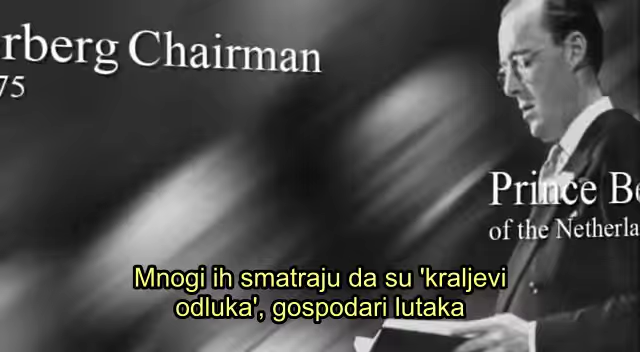 rberg Chairman
75
Prince Be
of the Netherla
Mnogi ih smatraju da su 'kraljevi
odluka', gospodari lutaka